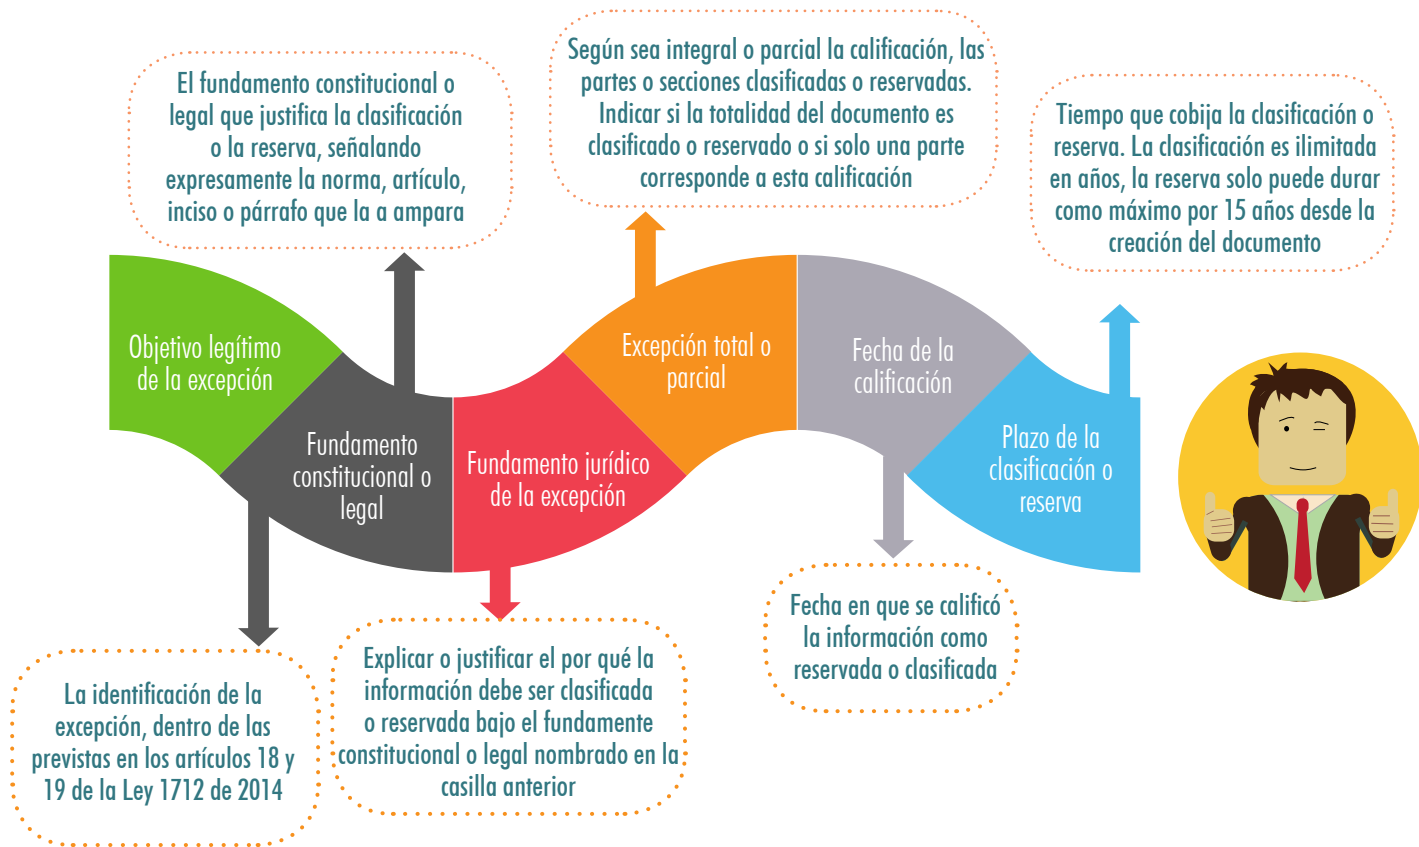 El fundamento constitucional o
legal que justifica la clasificación
o la reserva, señalando
expresamente la norma, artículo,
inciso o párrafo que la a ampara
Según sea integral o parcial la calificación, las
partes o secciones clasificadas o reservadas.
Indicar si la totalidad del documento es
clasificado o reservado o si solo una parte
corresponde a esta calificación
Tiempo que cobija la clasificación o
reserva. La clasificación es ilimitada
en años, la reserva solo puede durar
como máximo por 15 años desde la
creación del documento
Objetivo legítimo
de la excepción
Fundamento
constitucional o
legal
Fundamento jurídico
de la excepción
Excepción total o
parcial
Fecha de la
calificación
Plazo de la
clasificación o
reserva
La identificación de la
excepción, dentro de las
previstas en los artículos 18 y
19 de la Ley 1712 de 2014
Explicar o justificar el por qué la
información debe ser clasificada
o reservada bajo el fundamente
constitucional o legal nombrado en la
casilla anterior
Fecha en que se calificó
la información como
reservada o clasificada